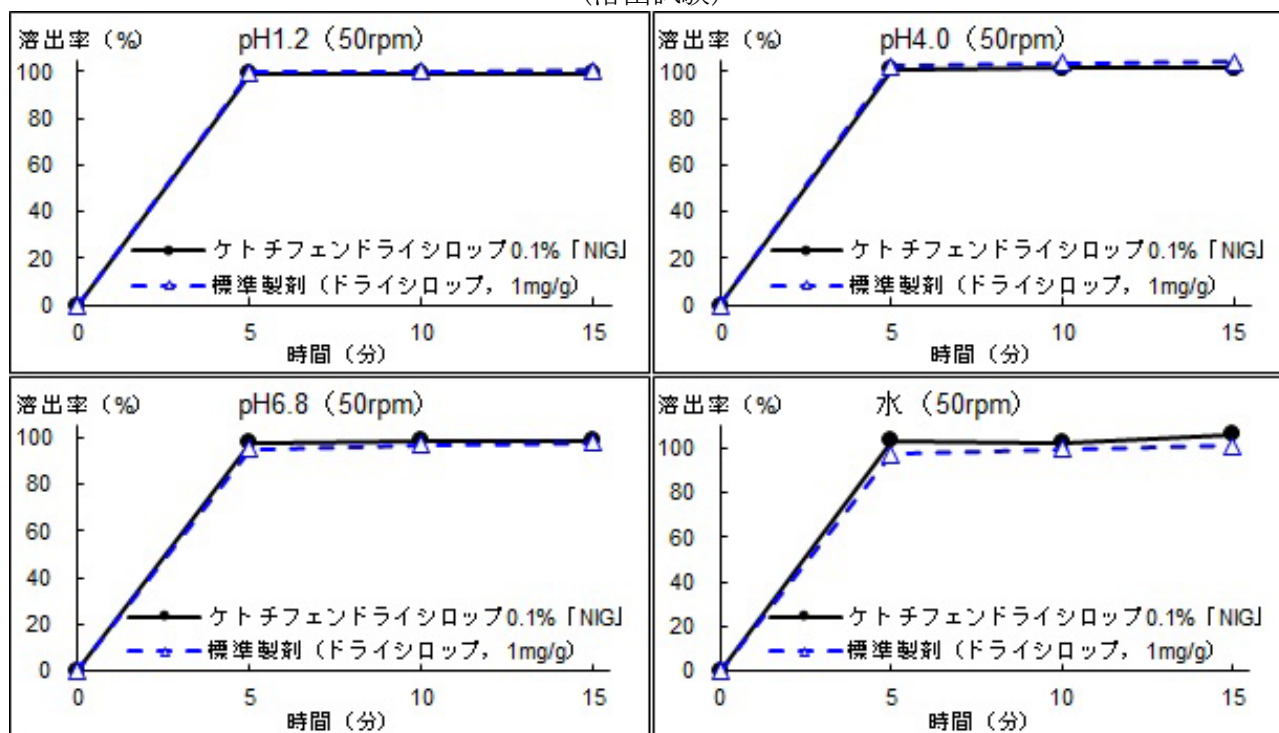 (溶出試験)
溶出率（%） pH1.2（50rpm）
100
80
60
40
20
0
ケトチフェンドライシロップ0.1%「NIG」
標準製剤（ドライシロップ，1mg/g）
0 5 10 15
時間（分）
溶出率（%） pH4.0（50rpm）
100
80
60
40
20
0
ケトチフェンドライシロップ0.1%「NIG」
標準製剤（ドライシロップ，1mg/g）
0 5 10 15
時間（分）
溶出率（%） pH6.8（50rpm）
100
80
60
40
20
0
ケトチフェンドライシロップ0.1%「NIG」
標準製剤（ドライシロップ，1mg/g）
0 5 10 15
時間（分）
溶出率（%） 水（50rpm）
100
80
60
40
20
0
ケトチフェンドライシロップ0.1%「NIG」
標準製剤（ドライシロップ，1mg/g）
0 5 10 15
時間（分）